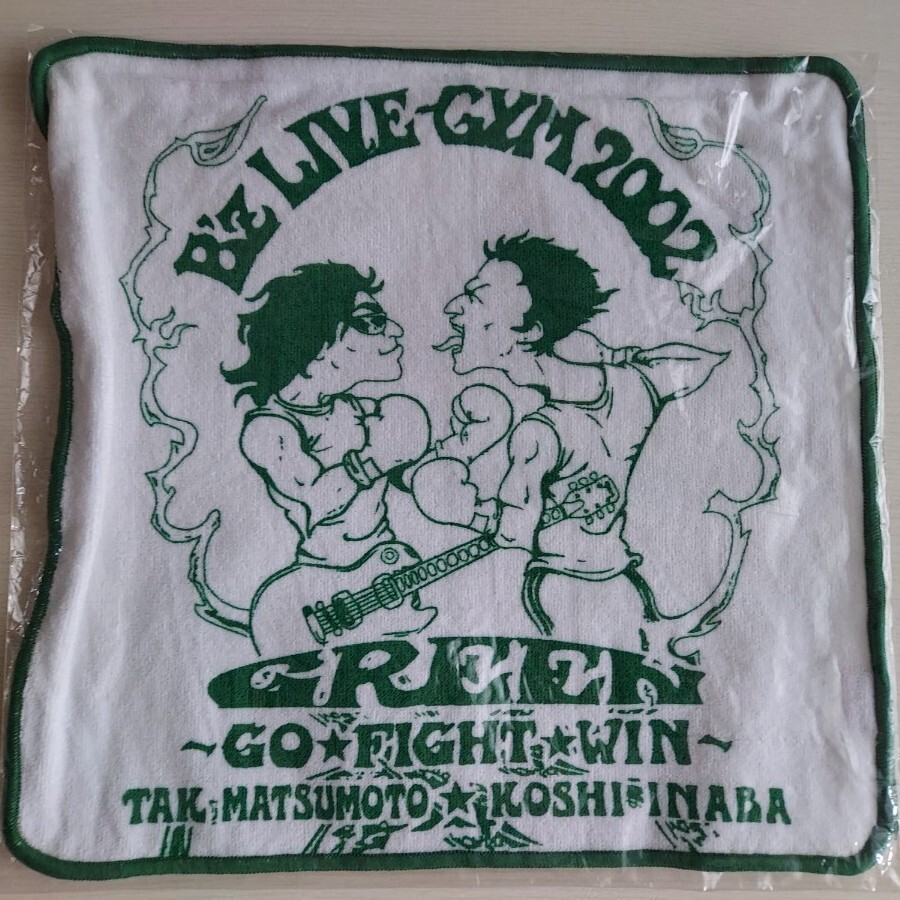 B'z LIVE-GYM 2002
GREEN
~GO★FIGHT★WIN~
TAK MATSUMOTO★KOSHI INABA